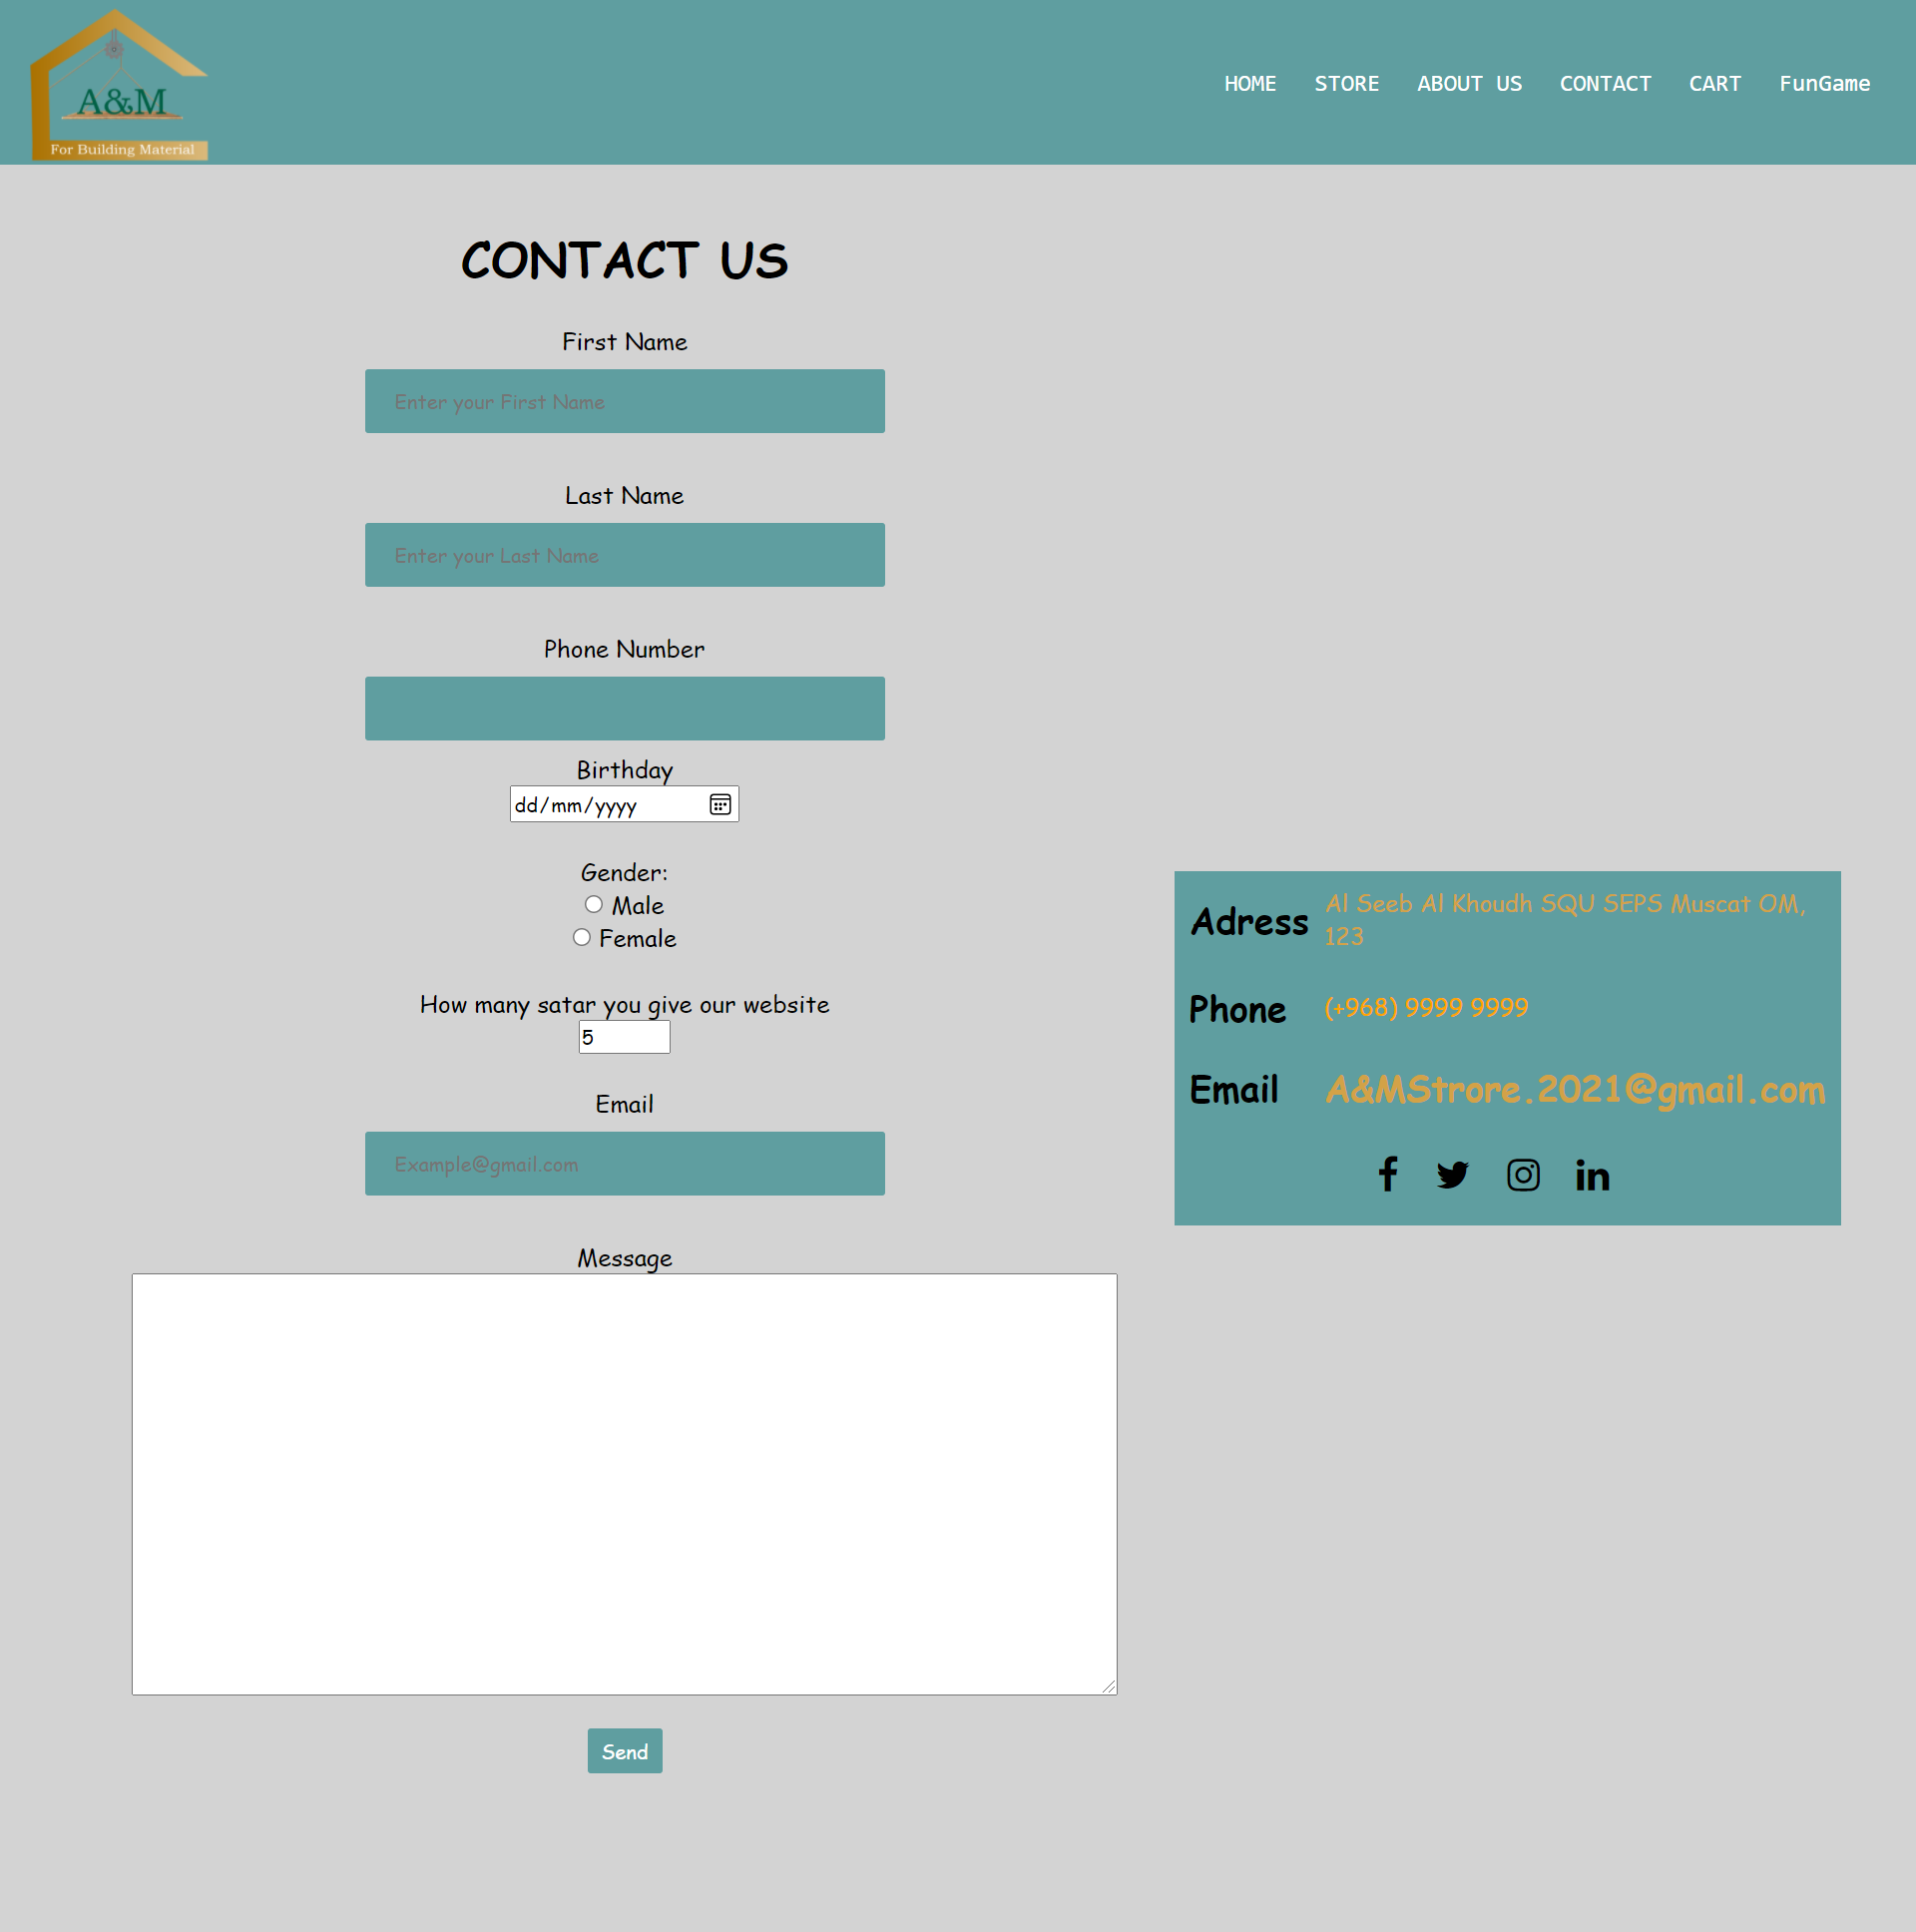 A&M
For Building Material
HOME STORE ABOUT US CONTACT CART FunGame
CONTACT US
First Name
Enter your First Name
Last Name
Enter your Last Name
Phone Number
Birthday
dd/mm/yyyy
Gender:
Male
Female
How many satar you give our website
5
Email
Example@gmail.com
Message
Send
Adress Al Seeb Al Khoudh SQU SEPS Muscat OM,
123
Phone (+968) 9999 9999
Email A&MStrore.2021@gmail.com